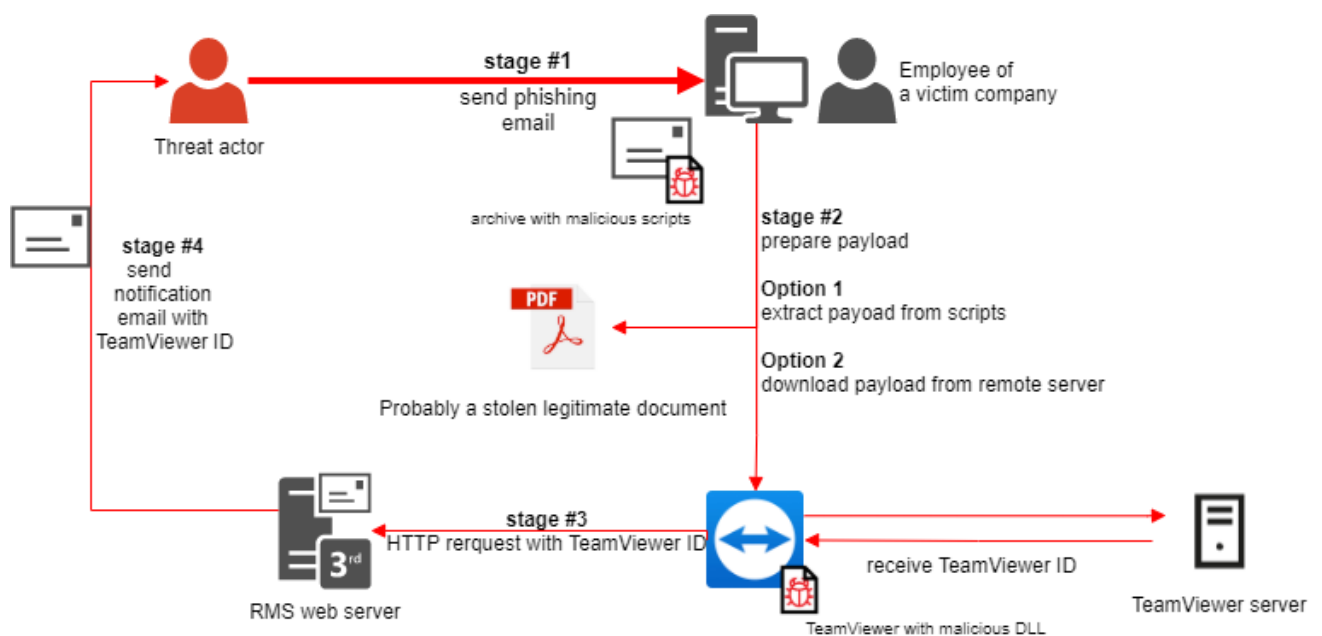 stage #1
send phishing
email
Employee of
a victim company
Threat actor
archive with malicious scripts
stage #2
prepare payload
stage #4
send
notification
email with
TeamViewer ID
Option 1
extract payoad from scripts
PDF
Option 2
download payload from remote server
Probably a stolen legitimate document
stage #3
HTTP rerquest with TeamViewer ID
3rd
RMS web server
receive TeamViewer ID
TeamViewer server
TeamViewer with malicious DLL